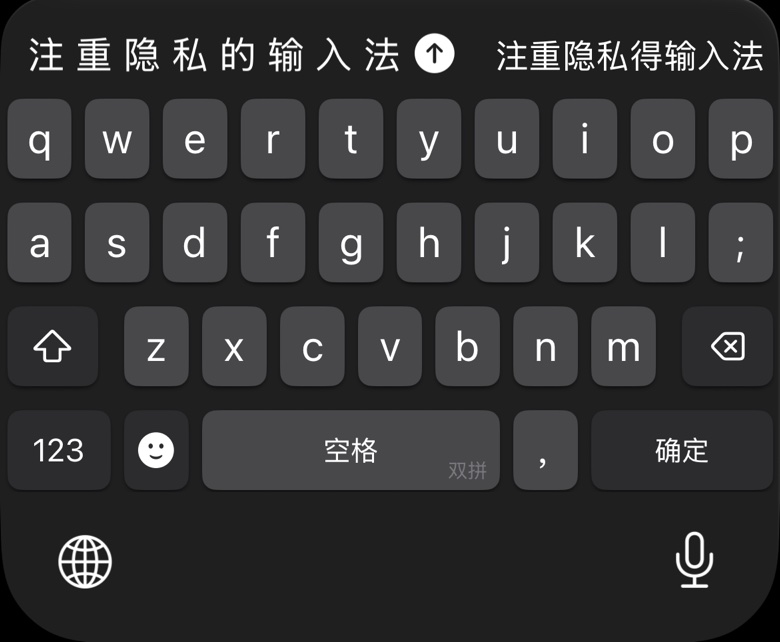 注重隐私的输入法 注重隐私得输入法
q w e r t y u i o p
a s d f g h j k l ;
z x c v b n m
123 空格 双拼 , 确定